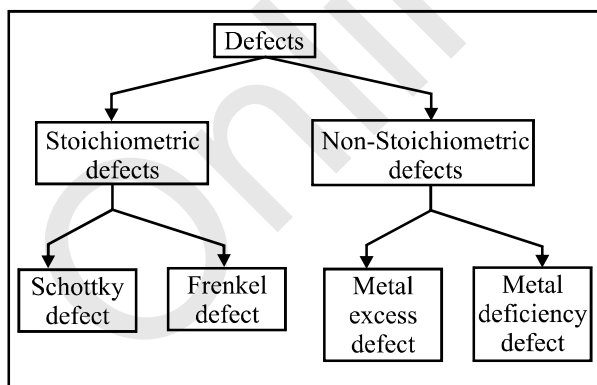 Defects
Stoichiometric
defects
Non-Stoichiometric
defects
Schottky
defect
Frenkel
defect
Metal
excess
defect
Metal
deficiency
defect